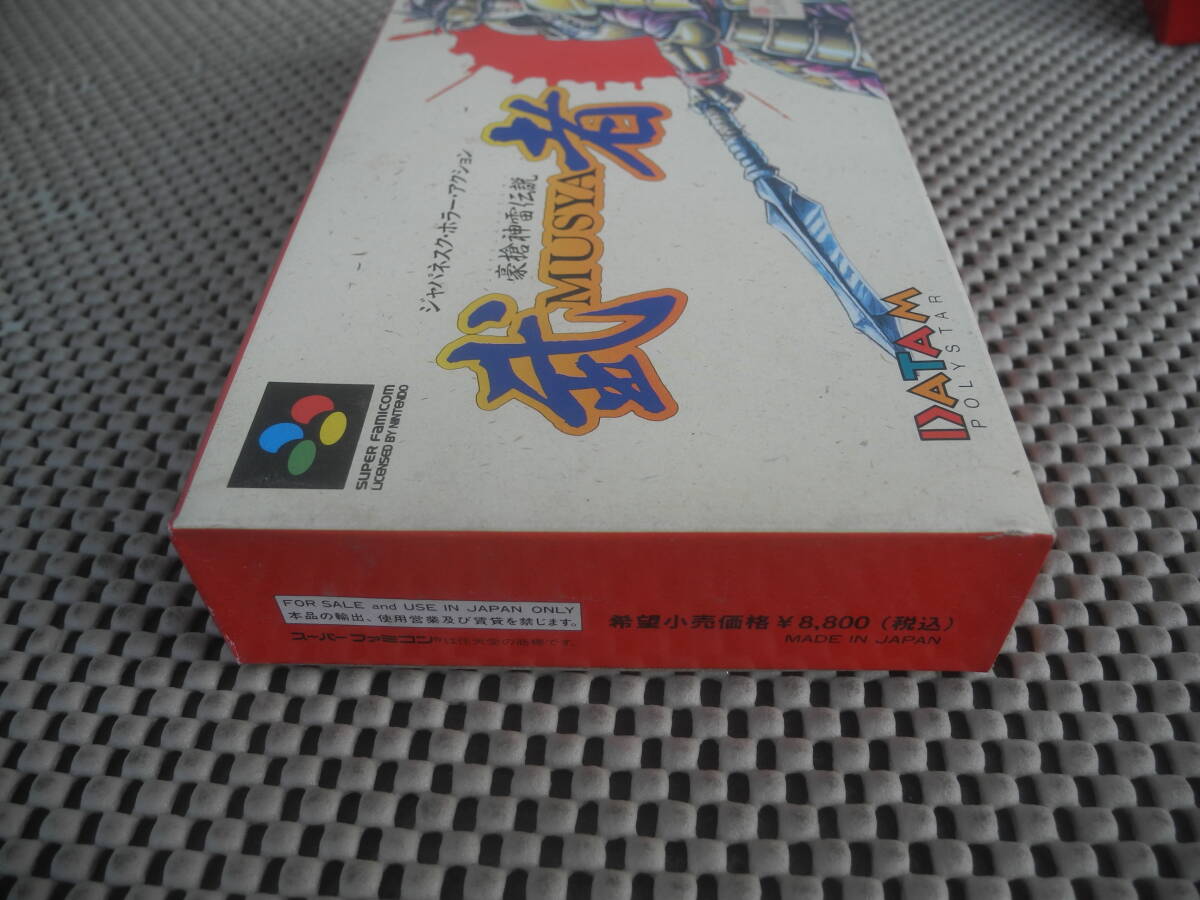 ジャパネスク・ホラー・アクション
豪槍神雷伝説
武者
MUSYA
SUPER FAMICOM
LICENSED BY NINTENDO
DATAM
POLYSTAR
FOR SALE and USE IN JAPAN ONLY
本品の輸出、使用営業及び賃貸を禁じます。
スーパーファミコン®は任天堂の商標です。
希望小売価格¥8,800(税込)
MADE IN JAPAN